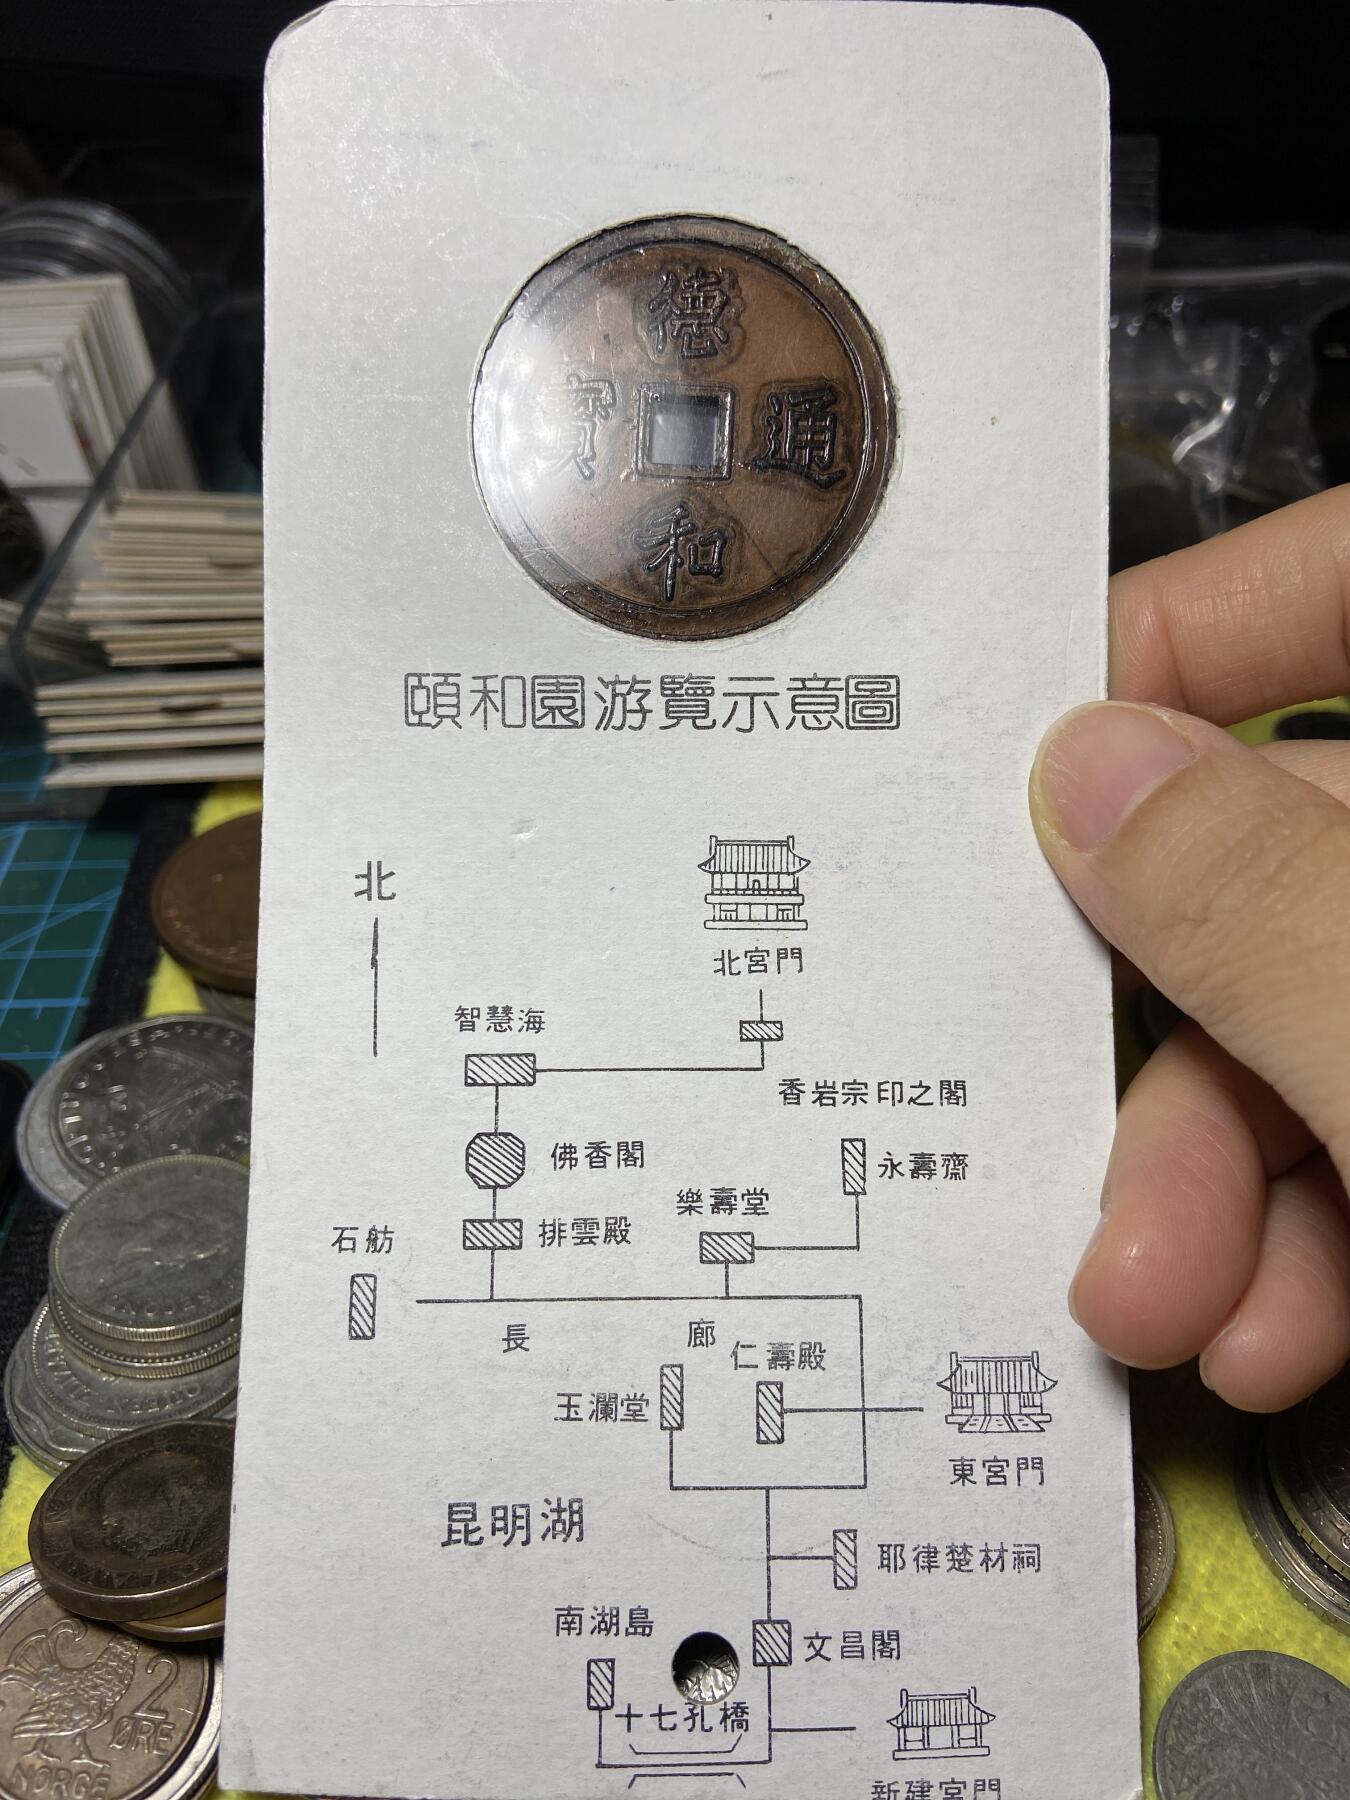 德
寶 通
和
頤和園游覽示意圖
北
北宮門
智慧海
香岩宗印之閣
佛香閣
永壽齋
樂壽堂
排雲殿
石舫
長 廊
仁壽殿
玉瀾堂
東宮門
昆明湖
耶律楚材祠
南湖島
文昌閣
十七孔橋
新建宮門
2
ØRE
NORGE